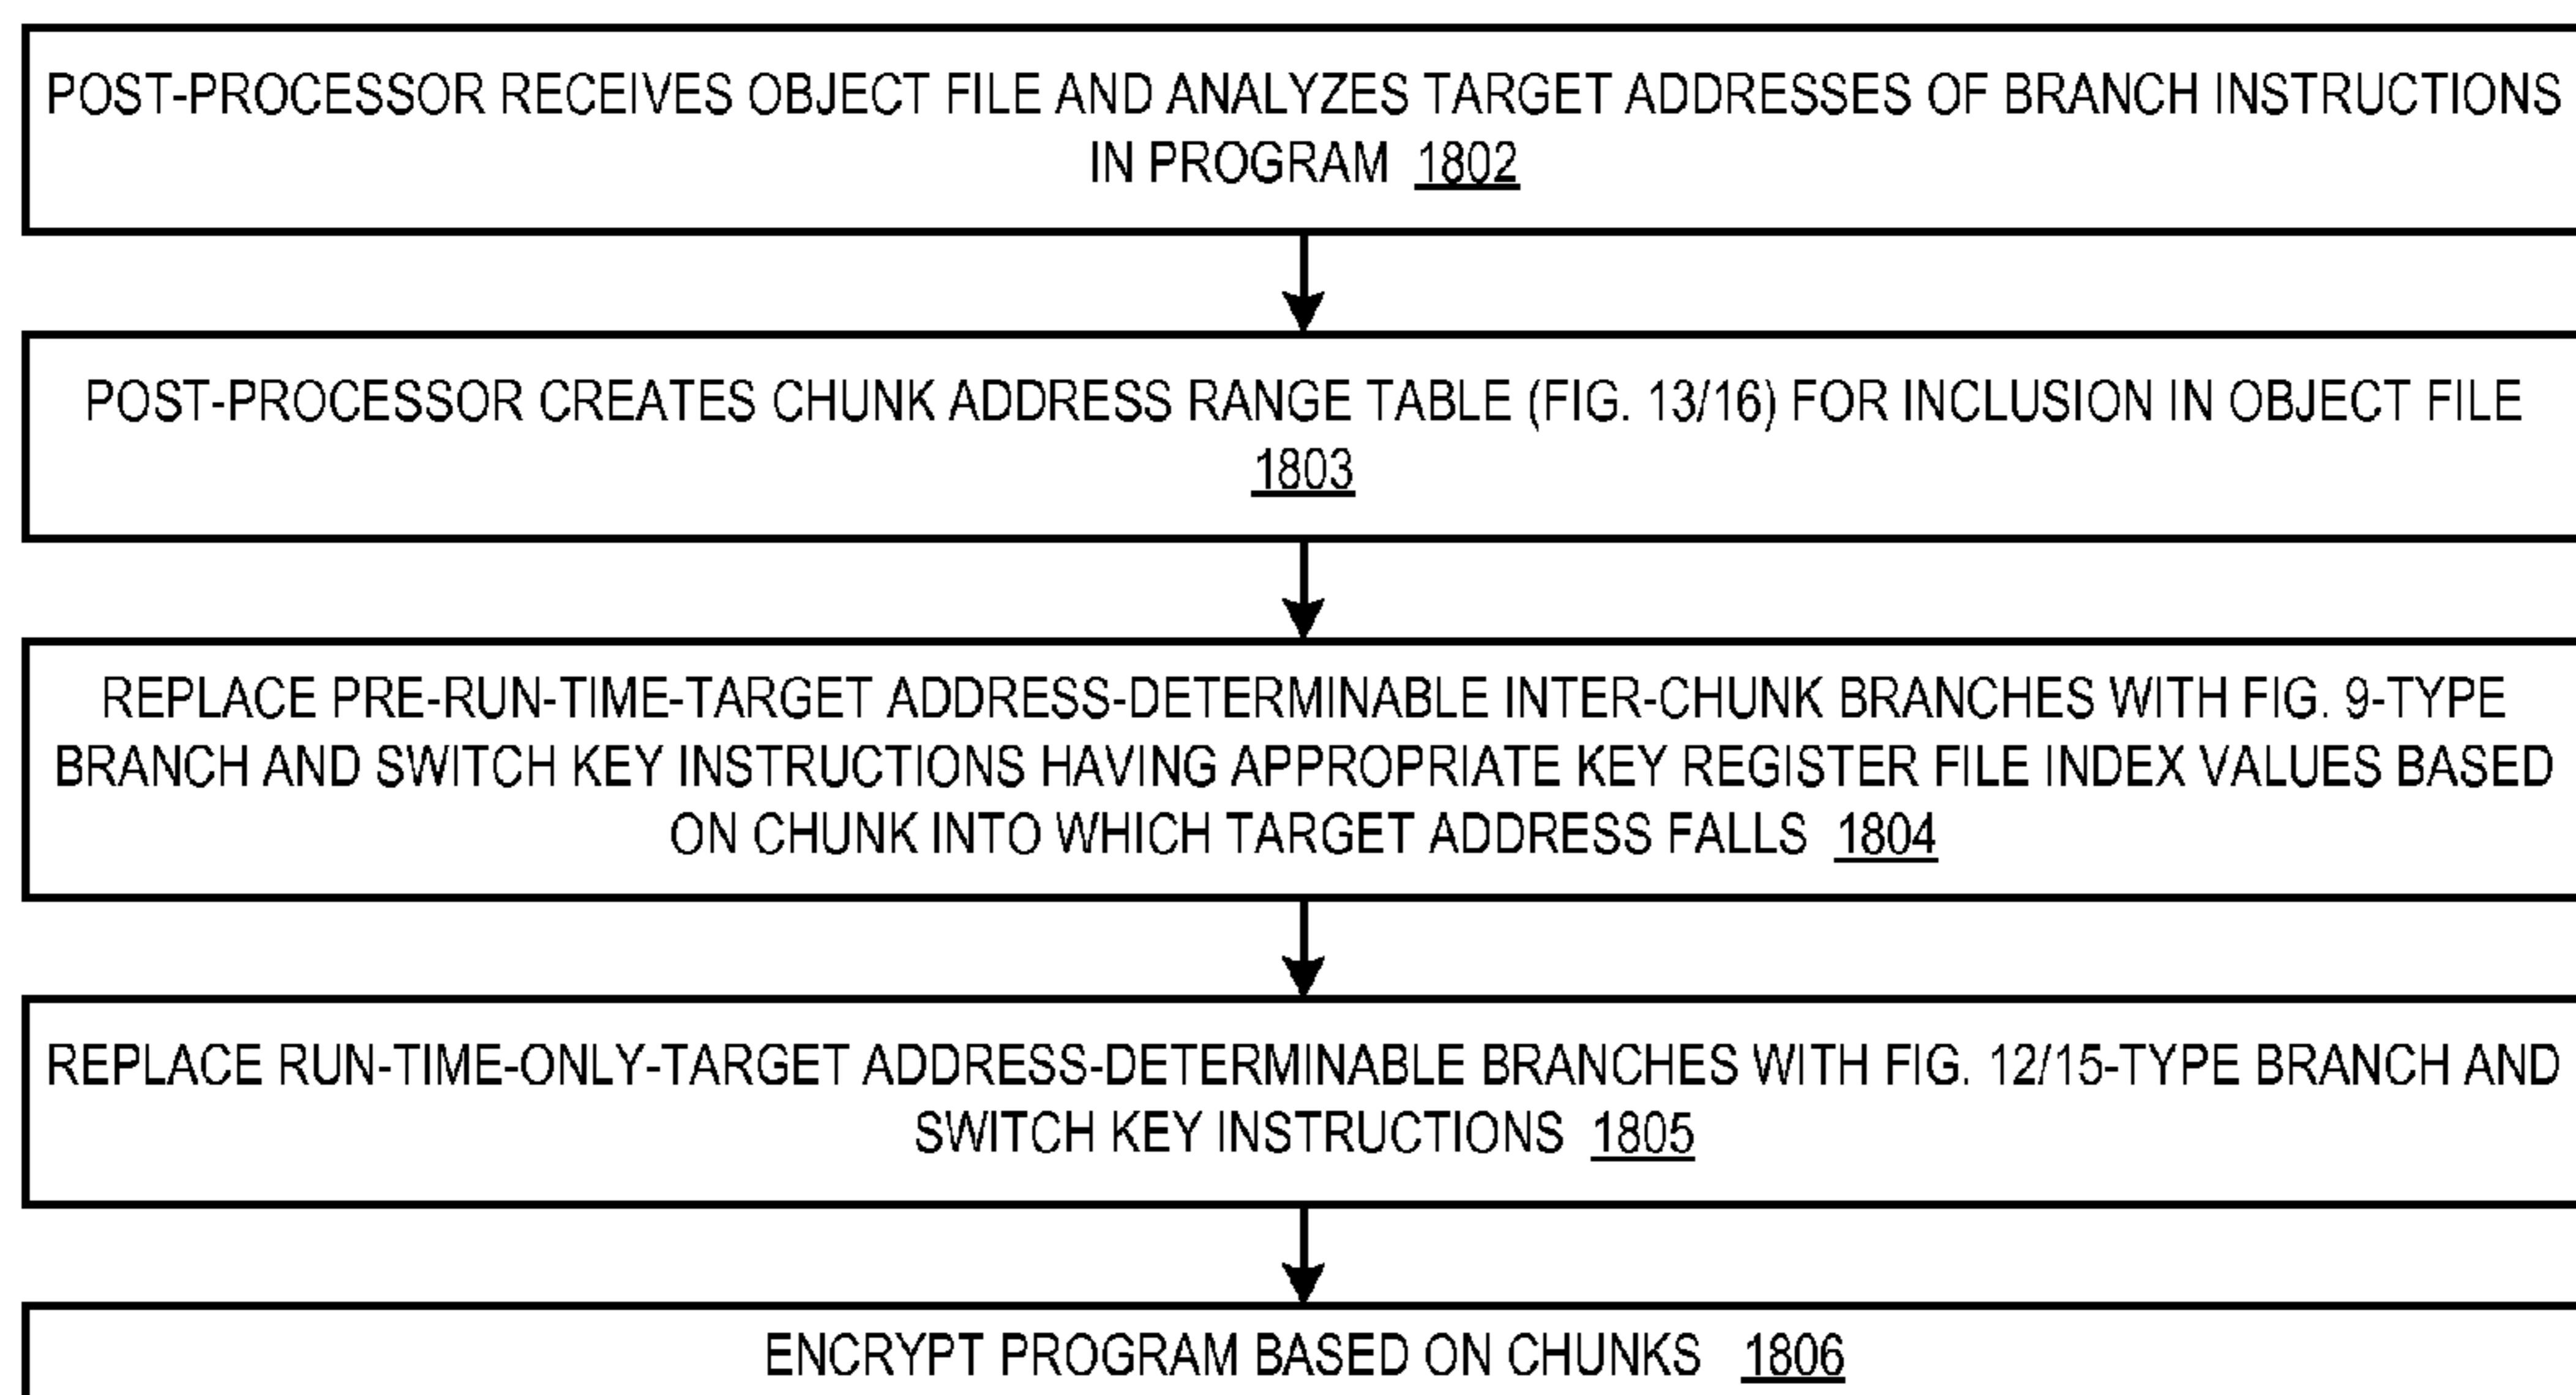 POST-PROCESSOR RECEIVES OBJECT FILE AND ANALYZES TARGET ADDRESSES OF BRANCH INSTRUCTIONS
IN PROGRAM 1802
POST-PROCESSOR CREATES CHUNK ADDRESS RANGE TABLE (FIG. 13/16) FOR INCLUSION IN OBJECT FILE
1803
REPLACE PRE-RUN-TIME-TARGET ADDRESS-DETERMINABLE INTER-CHUNK BRANCHES WITH FIG. 9-TYPE
BRANCH AND SWITCH KEY INSTRUCTIONS HAVING APPROPRIATE KEY REGISTER FILE INDEX VALUES BASED
ON CHUNK INTO WHICH TARGET ADDRESS FALLS 1804
REPLACE RUN-TIME-ONLY-TARGET ADDRESS-DETERMINABLE BRANCHES WITH FIG. 12/15-TYPE BRANCH AND
SWITCH KEY INSTRUCTIONS 1805
ENCRYPT PROGRAM BASED ON CHUNKS 1806